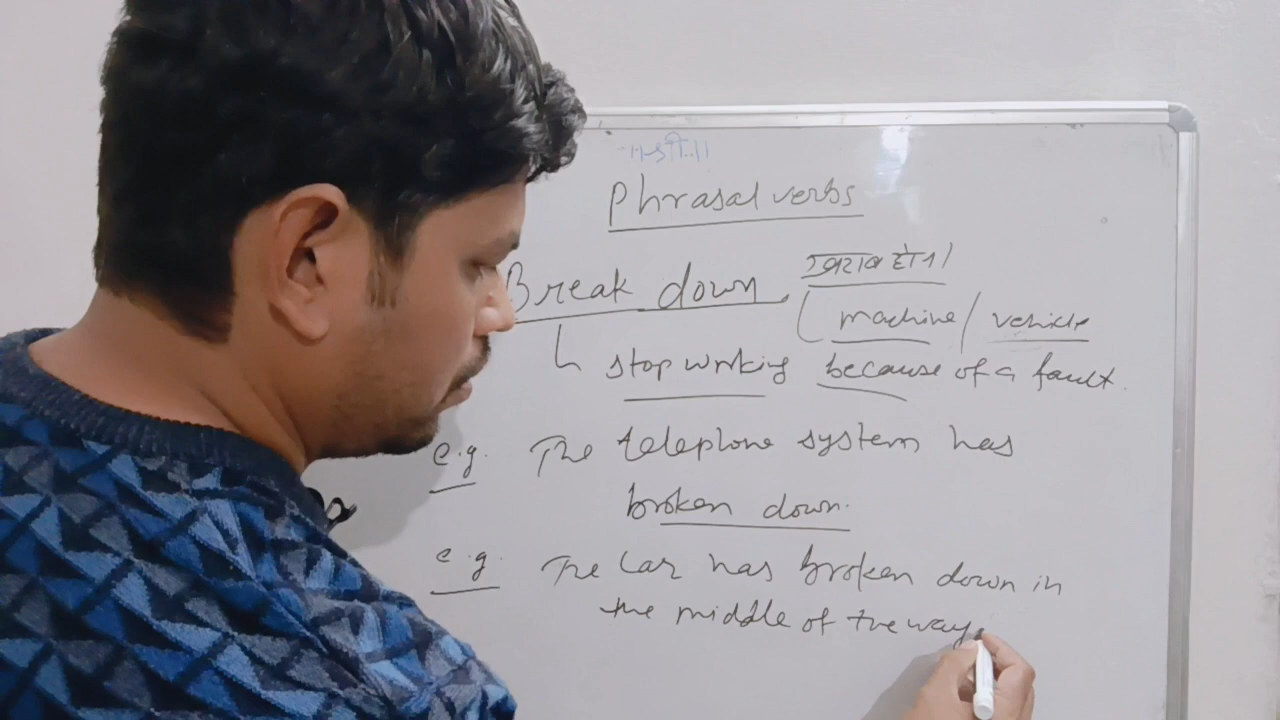 Phrasal verbs
Break down खराब होना
(machine/vehicle
stop working because of a fault.
e.g. The telephone system has
broken down.
e.g. The Car has broken down in
the middle of the way